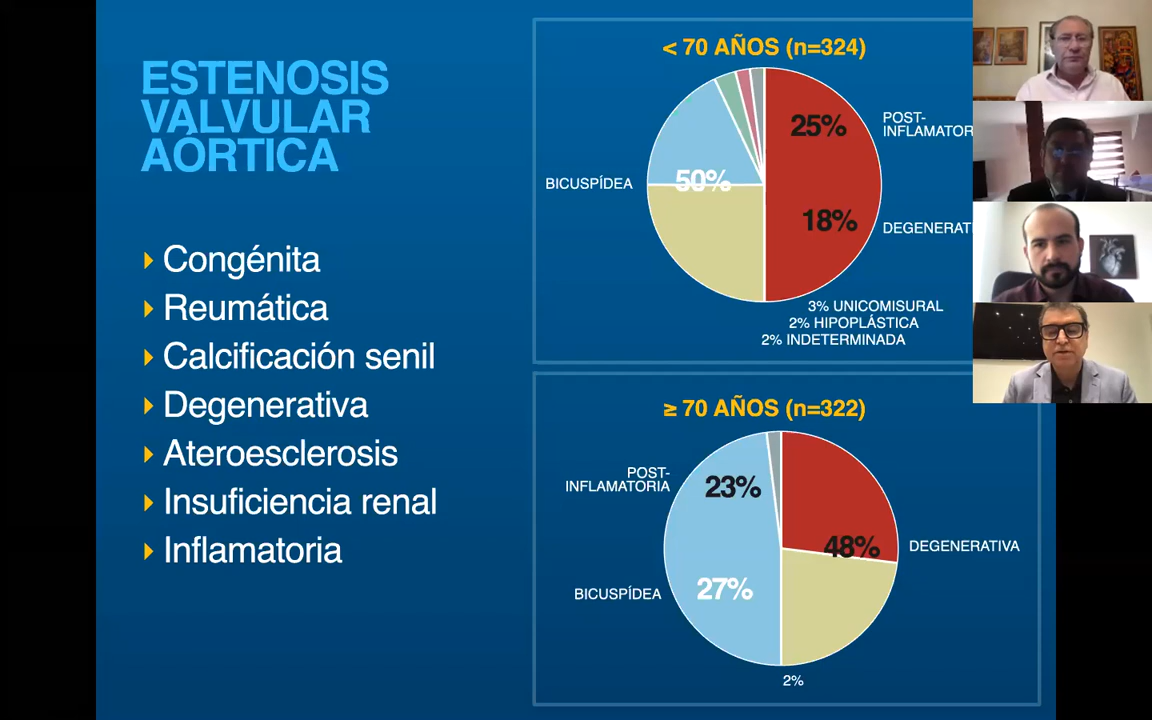 ESTENOSIS
VALVULAR
AÓRTICA
Congénita
Reumática
Calcificación senil
Degenerativa
Ateroesclerosis
Insuficiencia renal
Inflamatoria
< 70 AÑOS (n=324)
25%
POST-
INFLAMATOR
BICUSPÍDEA
50%
18%
DEGENERATI
3% UNICOMISURAL
2% HIPOPLÁSTICA
2% INDETERMINADA
≥ 70 AÑOS (n=322)
POST-
INFLAMATORIA
23%
48%
DEGENERATIVA
27%
BICUSPÍDEA
2%